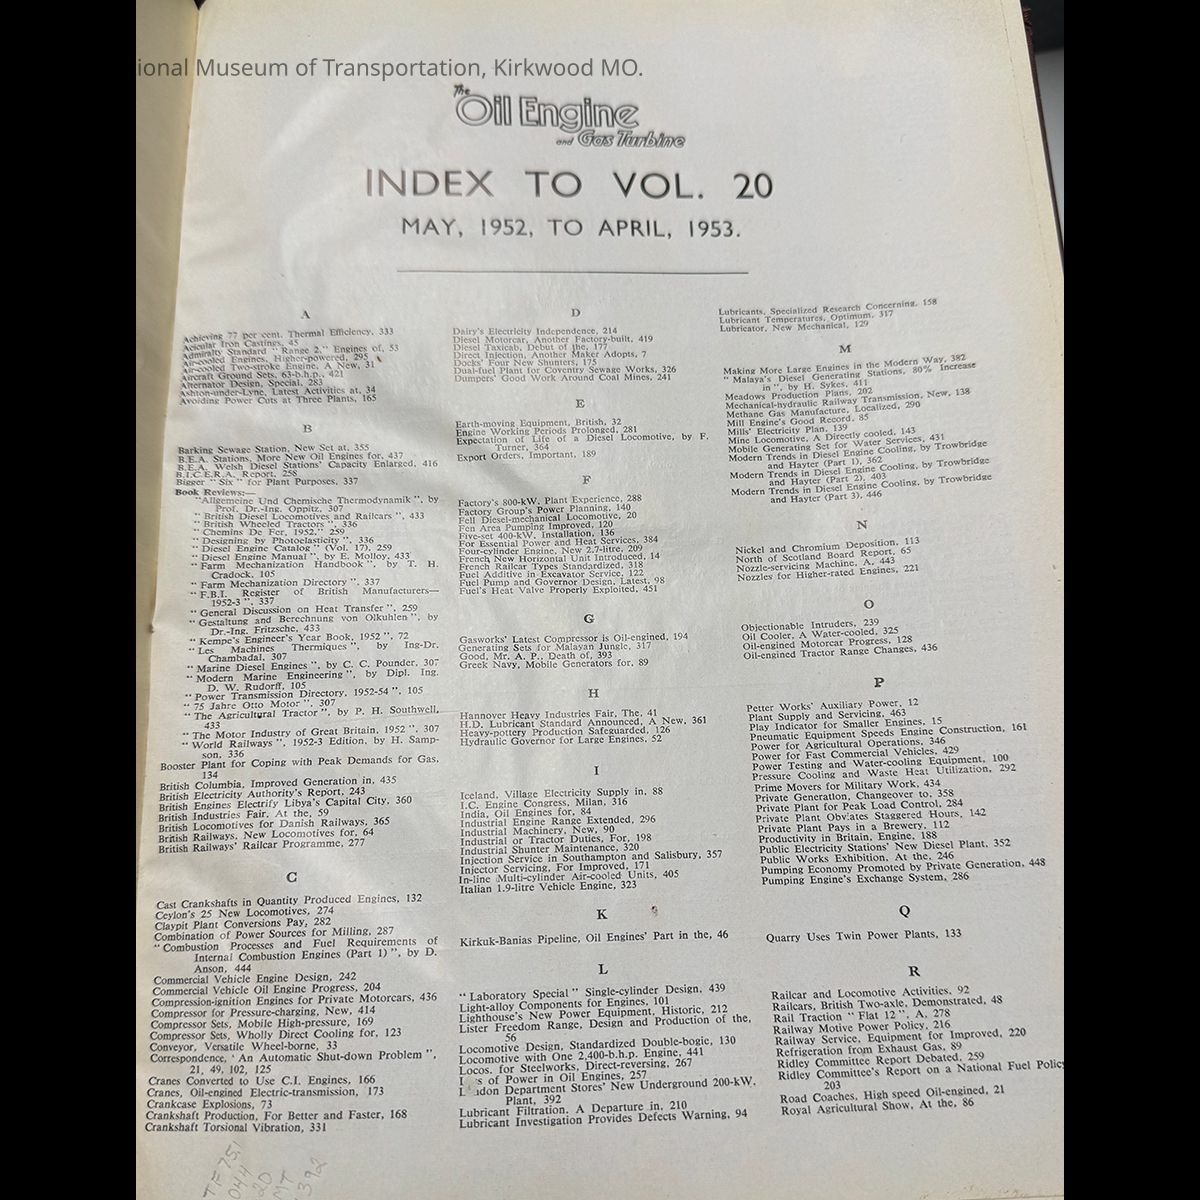 ional Museum of Transportation, Kirkwood MO.
The
Oil Engine
and Gas Turbine
INDEX TO VOL. 20
MAY, 1952, TO APRIL, 1953.
A
Achieving 77 per cent. Thermal Efficiency, 333
Acicular Iron Castings, 45
Admiralty Standard "Range 2," Engines of, 53
Air-cooled Engines, Higher-powered, 295
Air-cooled Two-stroke Engine, A New, 31
Aircraft Ground Sets, 63-b.h.p., 421
Alternator Design, Special, 283
Ashton-under-Lyne, Latest Activities at, 34
Avoiding Power Cuts at Three Plants, 165
B
Barking Sewage Station, New Set at, 355
B.E.A. Stations, More New Oil Engines for, 437
B.E.A. Welsh Diesel Stations' Capacity Enlarged, 416
B.I.C.E.R.A. Report, 258
Bigger "Six" for Plant Purposes, 337
Book Reviews:—
"Allgemeine Und Chemische Thermodynamik", by
Prof. Dr.-Ing. Oppitz, 307
"British Diesel Locomotives and Railcars", 433
"British Wheeled Tractors", 336
"Chemins De Fer, 1952," 259
"Designing by Photoelasticity", 336
"Diesel Engine Catalog" (Vol. 17), 259
"Diesel Engine Manual", by E. Molloy, 433
"Farm Mechanization Handbook", by T. H.
Cradock, 105
"Farm Mechanization Directory", 337
"F.B.I. Register of British Manufacturers—
1952-3", 337
"General Discussion on Heat Transfer", 259
"Gestaltung and Berechnung von Olkuhlen", by
Dr.-Ing. Fritzsche, 433
"Kempe's Engineer's Year Book, 1952", 72
"Les Machines Thermiques", by Ing-Dr.
Chambadal, 307
"Marine Diesel Engines", by C. C. Pounder, 307
"Modern Marine Engineering", by Dipl. Ing.
D. W. Rudorff, 105
"Power Transmission Directory, 1952-54", 105
"75 Jahre Otto Motor", 307
"The Agricultural Tractor", by P. H. Southwell,
433
"The Motor Industry of Great Britain, 1952", 307
"World Railways", 1952-3 Edition, by H. Samp-
son, 336
Booster Plant for Coping with Peak Demands for Gas,
134
British Columbia, Improved Generation in, 435
British Electricity Authority's Report, 243
British Engines Electrify Libya's Capital City, 360
British Industries Fair, At the, 59
British Locomotives for Danish Railways, 365
British Railways, New Locomotives for, 64
British Railways' Railcar Programme, 277
C
Cast Crankshafts in Quantity Produced Engines, 132
Ceylon's 25 New Locomotives, 274
Claypit Plant Conversions Pay, 282
Combination of Power Sources for Milling, 287
"Combustion Processes and Fuel Requirements of
Internal Combustion Engines (Part 1)", by D.
Anson, 444
Commercial Vehicle Engine Design, 242
Commercial Vehicle Oil Engine Progress, 204
Compression-ignition Engines for Private Motorcars, 436
Compressor for Pressure-charging, New, 414
Compressor Sets, Mobile High-pressure, 169
Compressor Sets, Wholly Direct Cooling for, 123
Conveyor, Versatile Wheel-borne, 33
Correspondence, 'An Automatic Shut-down Problem",
21, 49, 102, 125
Cranes Converted to Use C.I. Engines, 166
Cranes, Oil-engined Electric-transmission, 173
Crankcase Explosions, 73
Crankshaft Production, For Better and Faster, 168
Crankshaft Torsional Vibration, 331
TF751
.044
20
MT
392
D
Dairy's Electricity Independence, 214
Diesel Motorcar, Another Factory-built, 419
Diesel Taxicab, Debut of the, 177
Direct Injection, Another Maker Adopts, 7
Docks' Four New Shunters, 175
Dual-fuel Plant for Coventry Sewage Works, 326
Dumpers' Good Work Around Coal Mines, 241
E
Earth-moving Equipment, British, 32
Engine Working Periods Prolonged, 281
Expectation of Life of a Diesel Locomotive, by F.
Turner, 364
Export Orders, Important, 189
F
Factory's 800-kW. Plant Experience, 288
Factory Group's Power Planning, 140
Fell Diesel-mechanical Locomotive, 20
Fen Area Pumping Improved, 120
Five-set 400-kW. Installation, 136
For Essential Power and Heat Services, 384
Four-cylinder Engine, New 2.7-litre, 209
French New Horizontal Unit Introduced, 14
French Railcar Types Standardized, 318
Fuel Additive in Excavator Service, 122
Fuel Pump and Governor Design, Latest, 98
Fuel's Heat Valve Properly Exploited, 451
G
Gasworks' Latest Compressor is Oil-engined, 194
Generating Sets for Malayan Jungle, 317
Good, Mr. A. P., Death of, 393
Greek Navy, Mobile Generators for, 89
H
Hannover Heavy Industries Fair, The, 41
H.D. Lubricant Standard Announced, A New, 361
Heavy-pottery Production Safeguarded, 126
Hydraulic Governor for Large Engines, 52
I
Iceland, Village Electricity Supply in, 88
I.C. Engine Congress, Milan, 316
India, Oil Engines for, 84
Industrial Engine Range Extended, 296
Industrial Machinery, New, 90
Industrial or Tractor Duties, For, 198
Industrial Shunter Maintenance, 320
Injection Service in Southampton and Salisbury, 357
Injector Servicing, For Improved, 171
In-line Multi-cylinder Air-cooled Units, 405
Italian 1.9-litre Vehicle Engine, 323
K
Kirkuk-Banias Pipeline, Oil Engines' Part in the, 46
L
"Laboratory Special" Single-cylinder Design, 439
Light-alloy Components for Engines, 101
Lighthouse's New Power Equipment, Historic, 212
Lister Freedom Range, Design and Production of the,
56
Locomotive Design, Standardized Double-bogie, 130
Locomotive with One 2,400-b.h.p. Engine, 441
Locos. for Steelworks, Direct-reversing, 267
L s of Power in Oil Engines, 257
L don Department Stores' New Underground 200-kW.
Plant, 392
Lubricant Filtration, A Departure in, 210
Lubricant Investigation Provides Defects Warning, 94
Lubricants, Specialized Research Concerning, 158
Lubricant Temperatures, Optimum, 317
Lubricator, New Mechanical, 129
M
Making More Large Engines in the Modern Way, 382
"Malaya's Diesel Generating Stations, 80% Increase
in", by H. Sykes, 411
Meadows Production Plans, 202
Mechanical-hydraulic Railway Transmission, New, 138
Methane Gas Manufacture, Localized, 290
Mill Engine's Good Record, 85
Mills' Electricity Plan, 139
Mine Locomotive, A Directly cooled, 143
Mobile Generating Set for Water Services, 431
Modern Trends in Diesel Engine Cooling, by Trowbridge
and Hayter (Part 1), 362
Modern Trends in Diesel Engine Cooling, by Trowbridge
and Hayter (Part 2), 403
Modern Trends in Diesel Engine Cooling, by Trowbridge
and Hayter (Part 3), 446
N
Nickel and Chromium Deposition, 113
North of Scotland Board Report, 65
Nozzle-servicing Machine, A, 443
Nozzles for Higher-rated Engines, 221
O
Objectionable Intruders, 239
Oil Cooler, A Water-cooled, 325
Oil-engined Motorcar Progress, 128
Oil-engined Tractor Range Changes, 436
P
Petter Works' Auxiliary Power, 12
Plant Supply and Servicing, 463
Play Indicator for Smaller Engines, 15
Pneumatic Equipment Speeds Engine Construction, 161
Power for Agricultural Operations, 346
Power for Fast Commercial Vehicles, 429
Power Testing and Water-cooling Equipment, 100
Pressure Cooling and Waste Heat Utilization, 292
Prime Movers for Military Work, 434
Private Generation, Changeover to, 358
Private Plant for Peak Load Control, 284
Private Plant Obviates Staggered Hours, 142
Private Plant Pays in a Brewery, 112
Productivity in Britain, Engine, 188
Public Electricity Stations' New Diesel Plant, 352
Public Works Exhibition, At the, 246
Pumping Economy Promoted by Private Generation, 448
Pumping Engine's Exchange System, 286
Q
Quarry Uses Twin Power Plants, 133
R
Railcar and Locomotive Activities, 92
Railcars, British Two-axle, Demonstrated, 48
Rail Traction "Flat 12", A, 278
Railway Motive Power Policy, 216
Railway Service, Equipment for Improved, 220
Refrigeration from Exhaust Gas, 89
Ridley Committee Report Debated, 259
Ridley Committee's Report on a National Fuel Policy
203
Road Coaches, High speed Oil-engined, 21
Royal Agricultural Show, At the, 86